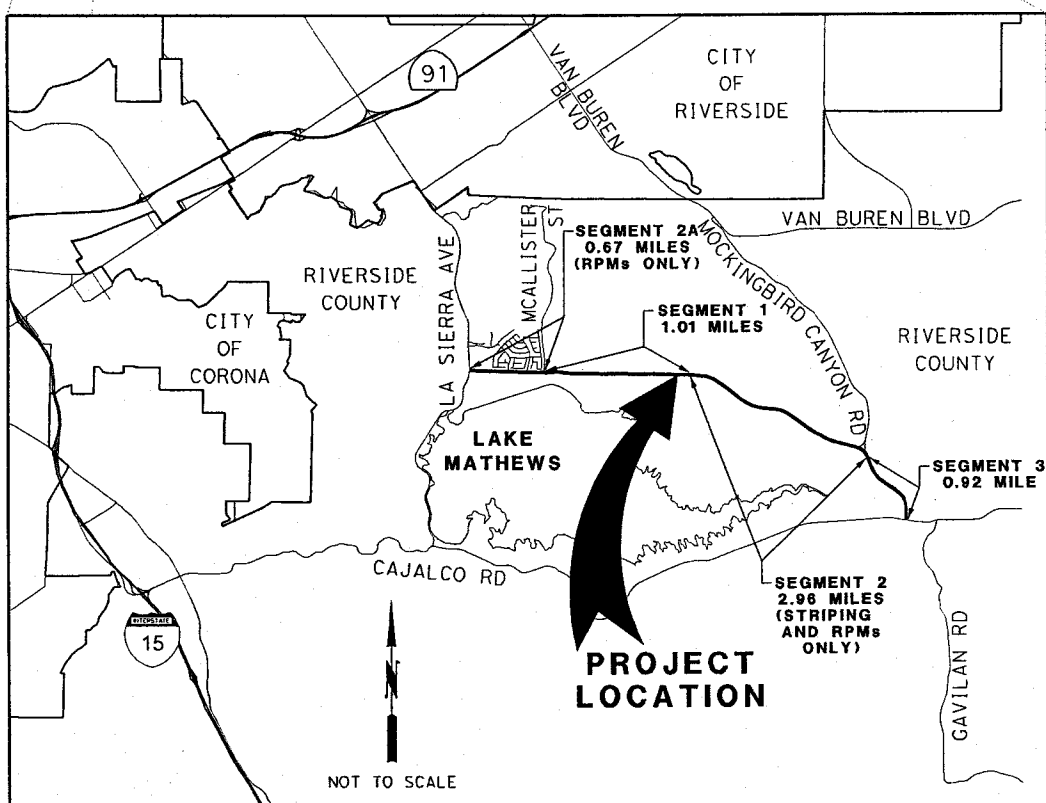 91
VAN BUREN
BLVD
CITY
OF
RIVERSIDE
VAN BUREN BLVD
MOCKINGBIRD CANYON RD
MCALLISTER
ST
SEGMENT 2A
0.67 MILES
(RPMs ONLY)
LA SIERRA AVE
RIVERSIDE
COUNTY
SEGMENT 1
1.01 MILES
CITY
OF
CORONA
RIVERSIDE
COUNTY
LAKE
MATHEWS
SEGMENT 3
0.92 MILE
CAJALCO RD
SEGMENT 2
2.96 MILES
(STRIPING
AND RPMs
ONLY)
INTERSTATE
15
N
PROJECT
LOCATION
GAVILAN RD
NOT TO SCALE